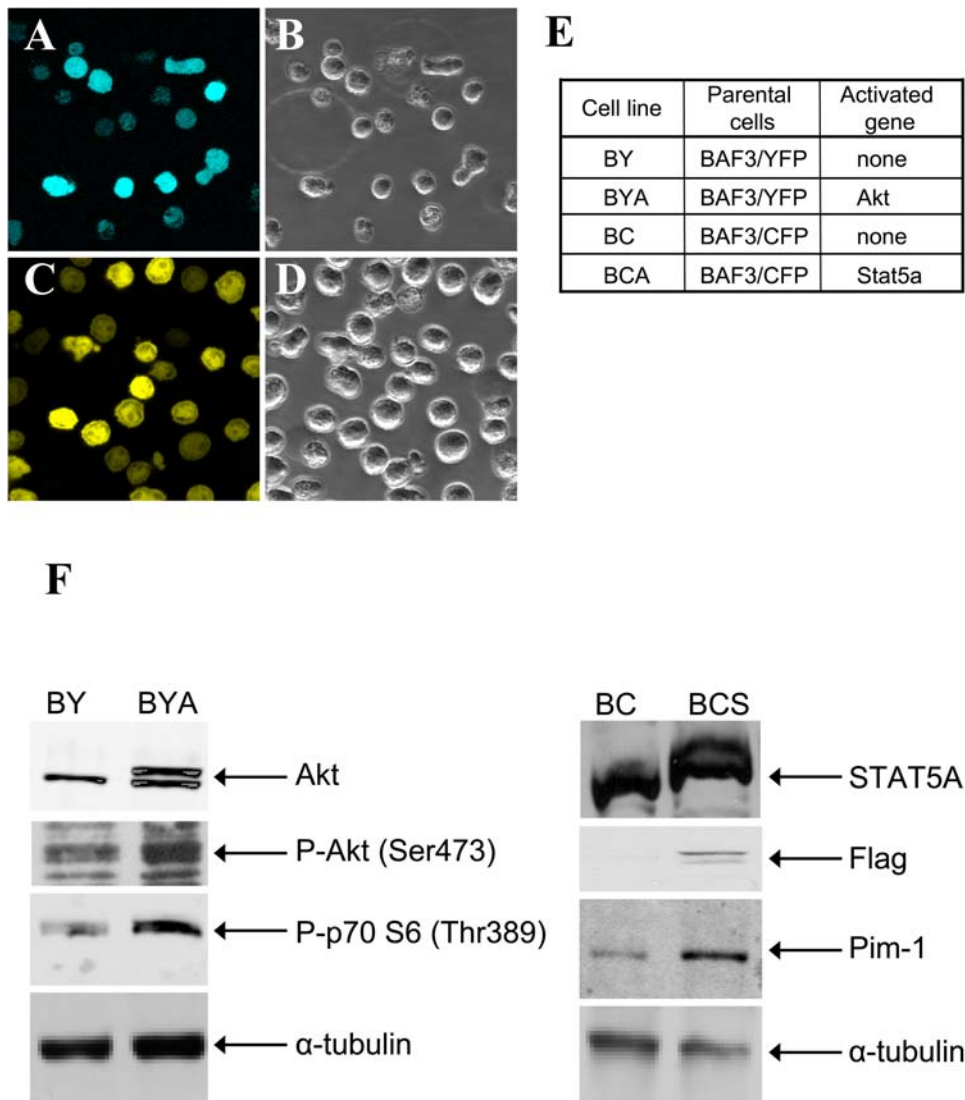 A
B
C
D
E
Cell line Parental cells Activated gene
BY BAF3/YFP none
BYA BAF3/YFP Akt
BC BAF3/CFP none
BCA BAF3/CFP Stat5a
F
BY BYA
Akt
P-Akt (Ser473)
P-p70 S6 (Thr389)
α-tubulin
BC BCS
STAT5A
Flag
Pim-1
α-tubulin